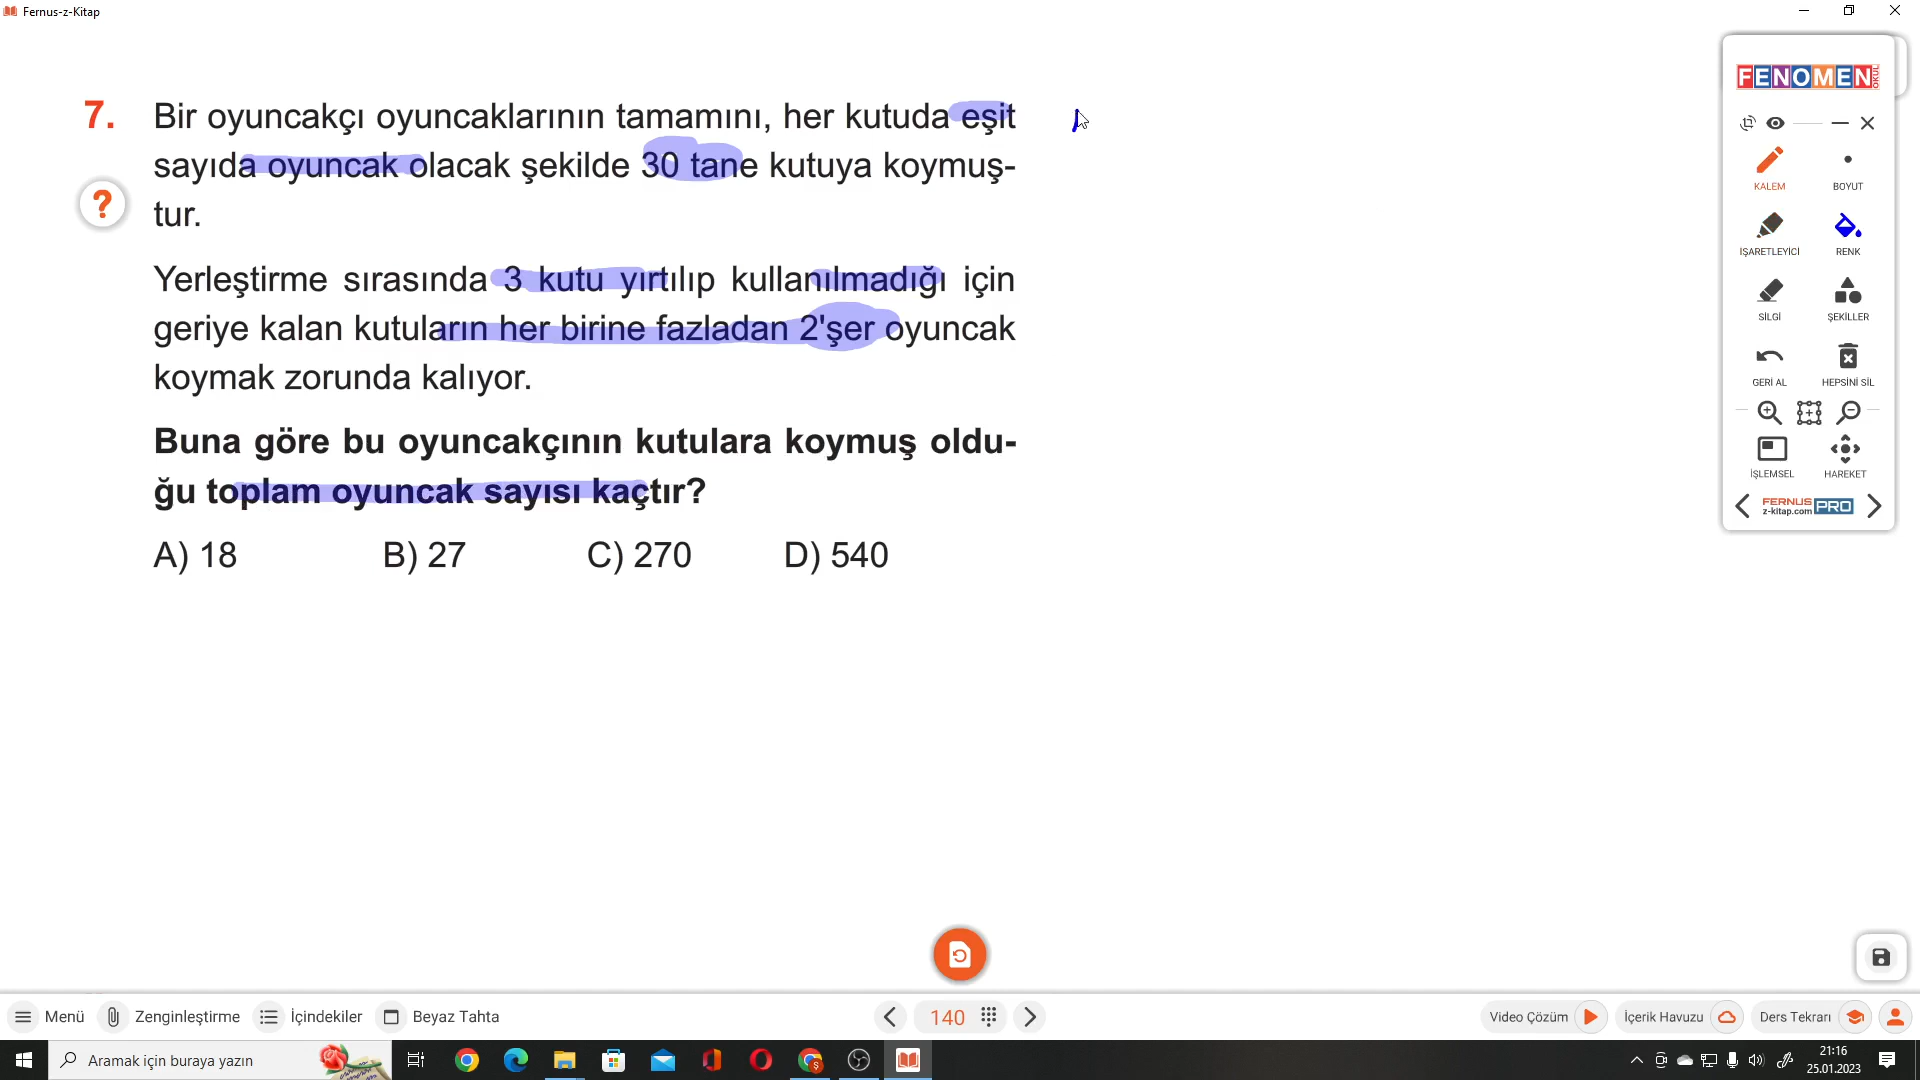 Fernus-z-Kitap
FENOMEN OKUL
7. Bir oyuncakçı oyuncaklarının tamamını, her kutuda eşit
sayıda oyuncak olacak şekilde 30 tane kutuya koymuş-
tur.
?
Yerleştirme sırasında 3 kutu yırtılıp kullanılmadığı için
geriye kalan kutuların her birine fazladan 2'şer oyuncak
koymak zorunda kalıyor.
Buna göre bu oyuncakçının kutulara koymuş oldu-
ğu toplam oyuncak sayısı kaçtır?
A) 18 B) 27 C) 270 D) 540
KALEM BOYUT
İŞARETLEYİCİ RENK
SİLGİ ŞEKİLLER
GERİ AL HEPSİNİ SİL
İŞLEMSEL HAREKET
FERNUS
z-kitap.com PRO
Menü Zenginleştirme İçindekiler Beyaz Tahta 140 Video Çözüm İçerik Havuzu Ders Tekrarı
Aramak için buraya yazın
21:16
25.01.2023